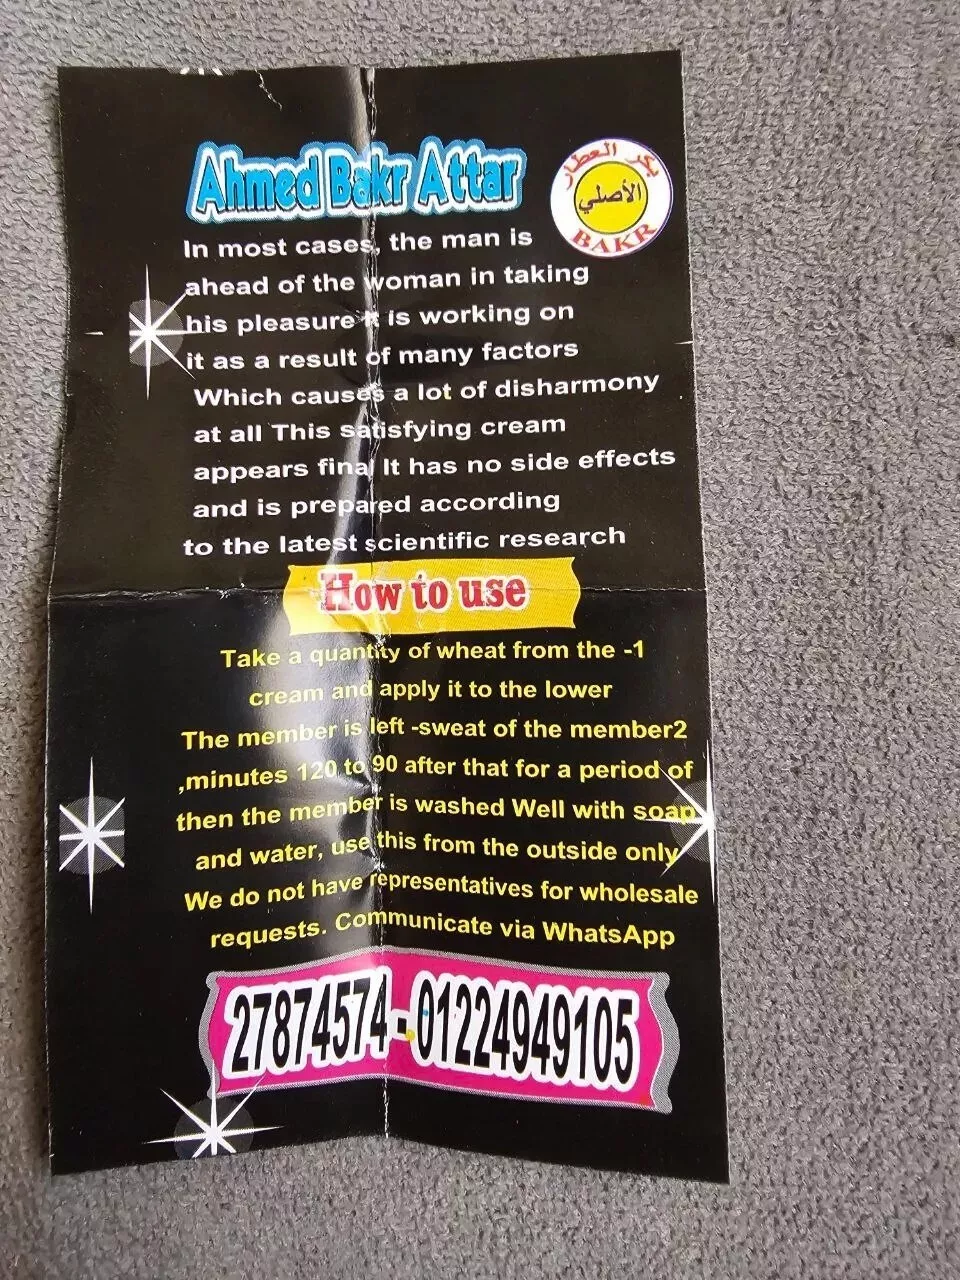 Ahmed Bakr Attar
بكر العطار
الأصلي
BAKR
In most cases, the man is
ahead of the woman in taking
his pleasure it is working on
it as a result of many factors
Which causes a lot of disharmony
at all This satisfying cream
appears final It has no side effects
and is prepared according
to the latest scientific research
How to use
Take a quantity of wheat from the -1
cream and apply it to the lower
The member is left -sweat of the member2
,minutes 120 to 90 after that for a period of
then the member is washed Well with soap
and water, use this from the outside only
We do not have representatives for wholesale
requests. Communicate via WhatsApp
27874574-01224949105